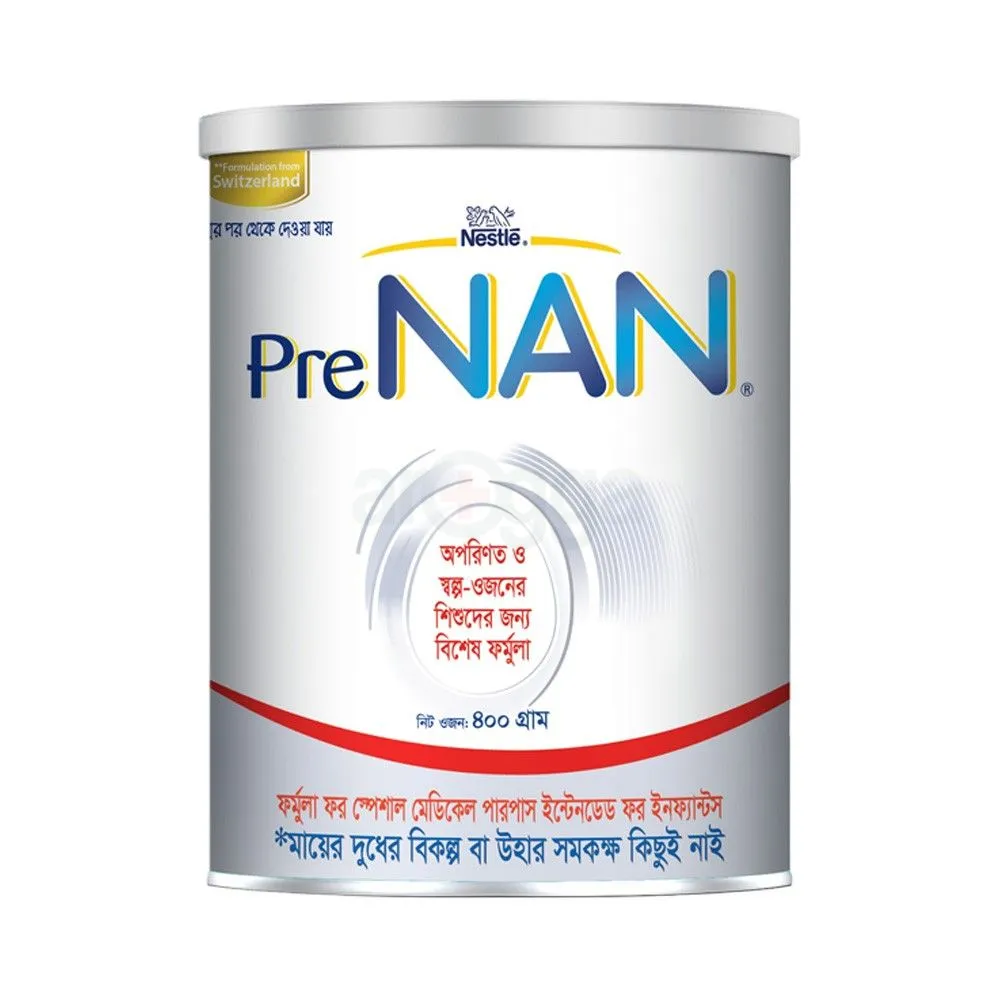 **Formulation from
Switzerland
পর থেকে দেওয়া যায়
Nestlé®
PreNAN®
অপরিণত ও
স্বল্প-ওজনের
শিশুদের জন্য
বিশেষ ফর্মুলা
নিট ওজন: ৪০০ গ্রাম
ফর্মুলা ফর স্পেশাল মেডিকেল পারপাস ইন্টেনডেড ফর ইনফ্যান্টস
*মায়ের দুধের বিকল্প বা উহার সমকক্ষ কিছুই নাই